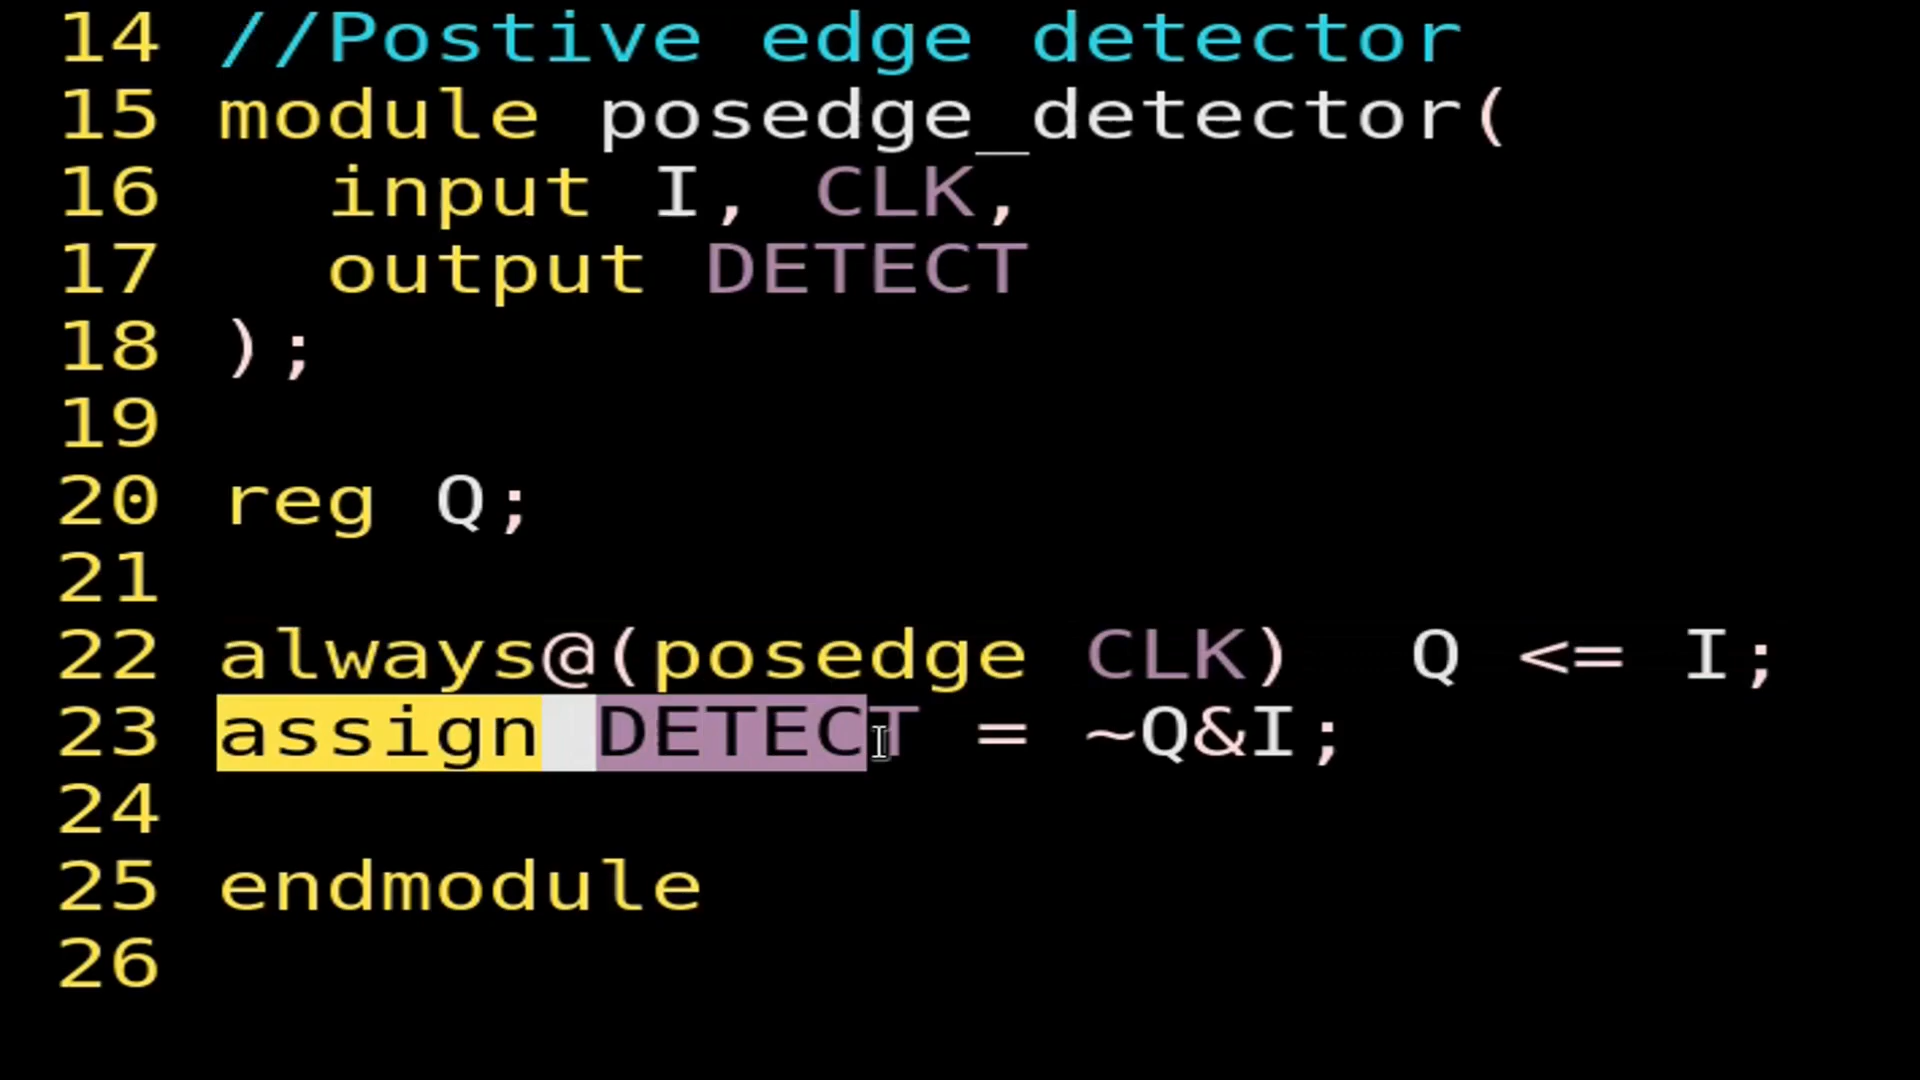 14 //Postive edge detector
15 module posedge_detector(
16   input I, CLK,
17   output DETECT
18 );
19
20 reg Q;
21
22 always@(posedge CLK)  Q <= I;
23 assign DETECT = ~Q&I;
24
25 endmodule
26